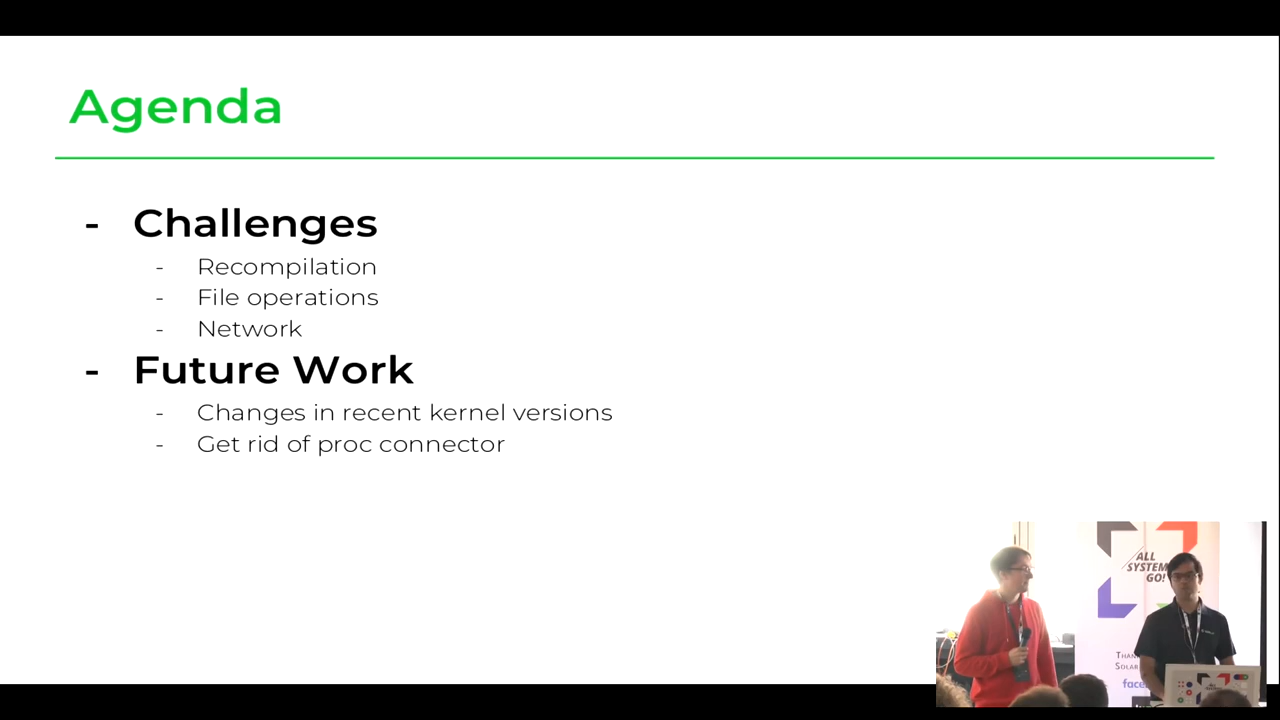 Agenda
- Challenges
- Recompilation
- File operations
- Network
- Future Work
- Changes in recent kernel versions
- Get rid of proc connector
ALL
SYSTEM
GO!